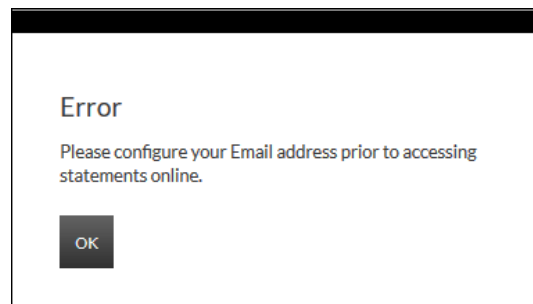 Error
Please configure your Email address prior to accessing
statements online.
OK